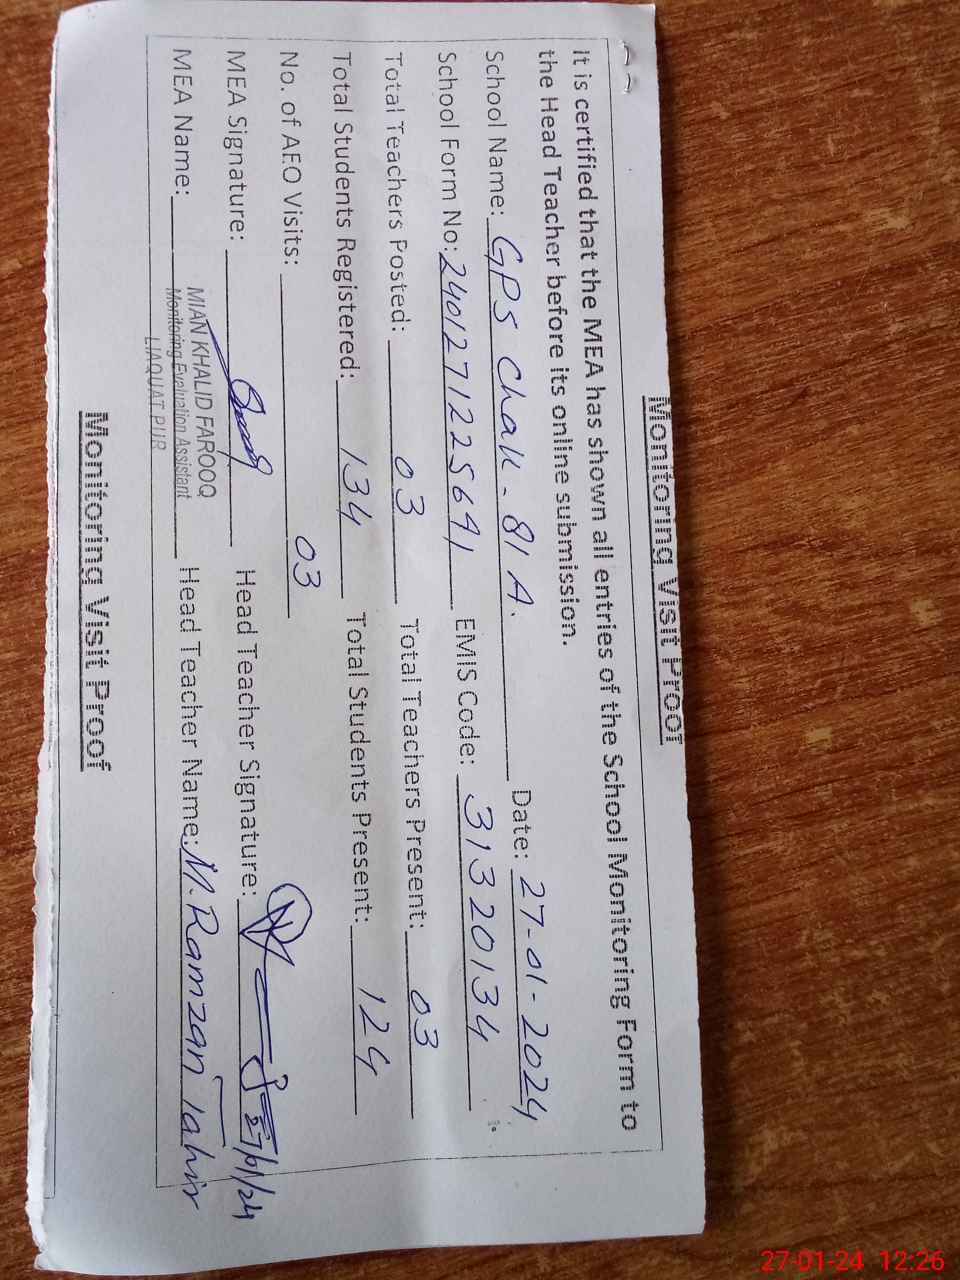 Monitoring Visit Proof
It is certified that the MEA has shown all entries of the School Monitoring Form to
the Head Teacher before its online submission.
School Name: GPS Chak - 81 A. Date: 27-01-2024
School Form No: 2401271225641 EMIS Code: 31320134
Total Teachers Posted: 03 Total Teachers Present: 03
Total Students Registered: 134 Total Students Present: 124
No. of AEO Visits: 03
MEA Signature: Head Teacher Signature: 27/01/24
MEA Name: MIAN KHALID FAROOQ Head Teacher Name: M. Ramzan Tahir
Monitoring Evaluation Assistant
LIAQUAT PUR
Monitoring Visit Proof
27-01-24 12:26